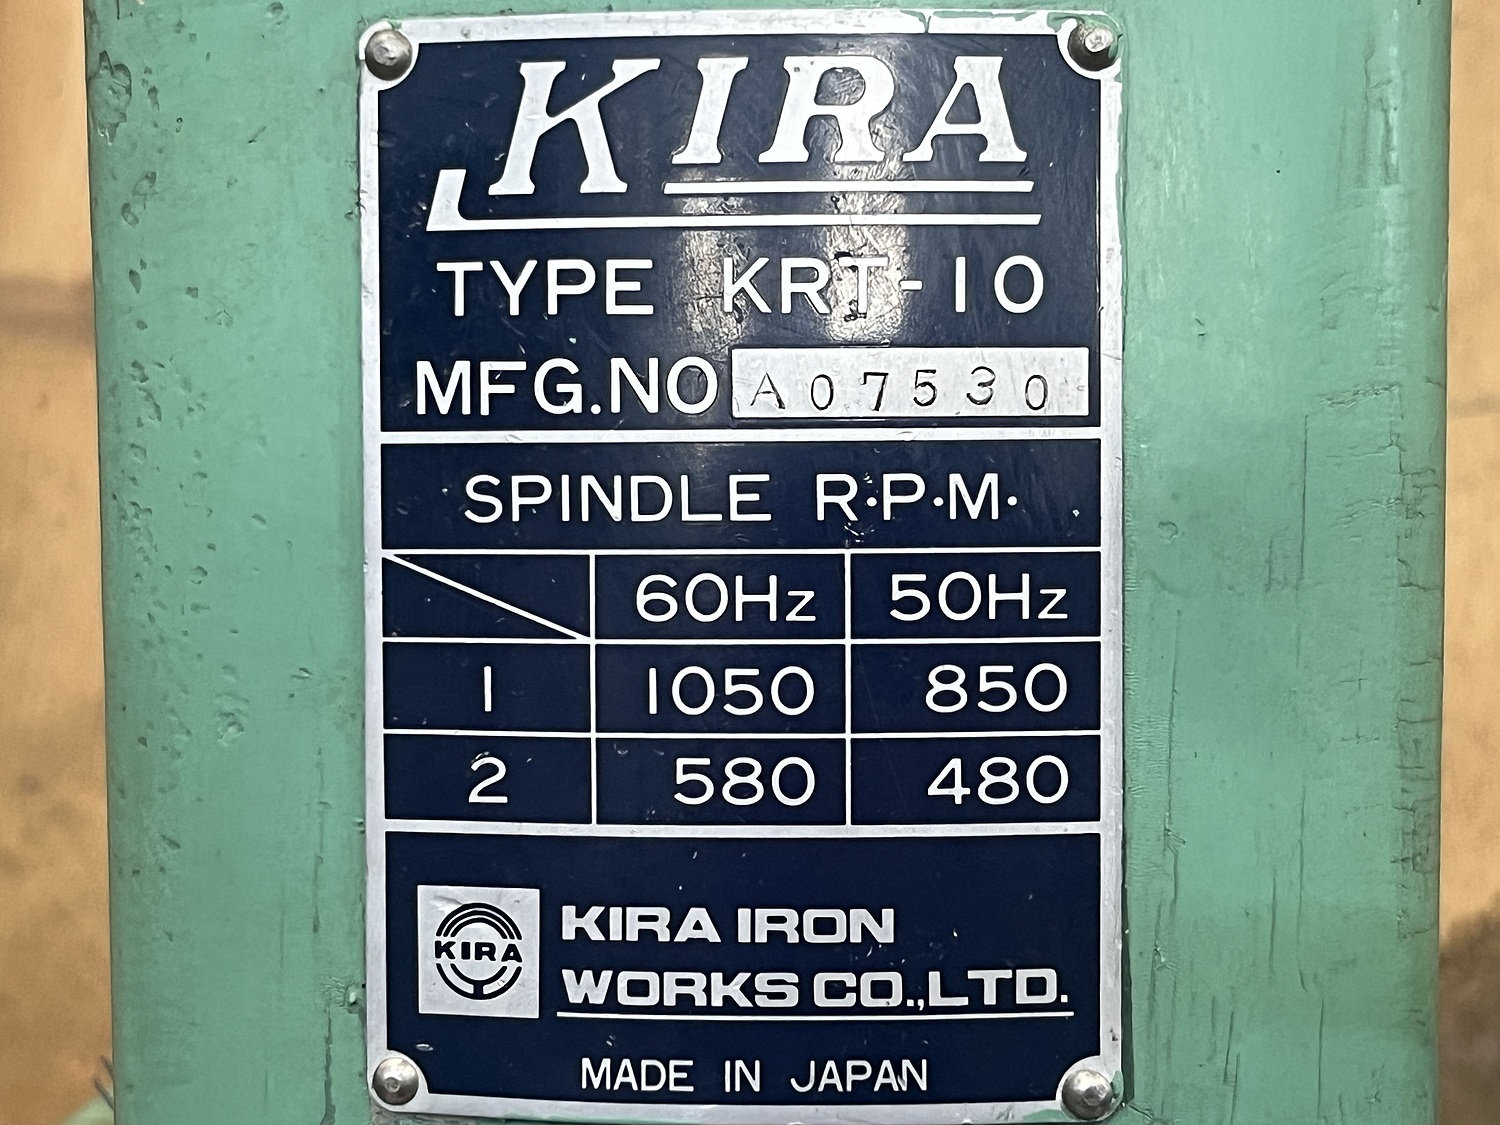 KIRA
TYPE KRT-10
MFG.NO A07530
SPINDLE R·P·M·
60Hz 50Hz
1 1050 850
2 580 480
KIRA
KIRA IRON
WORKS CO.,LTD.
MADE IN JAPAN